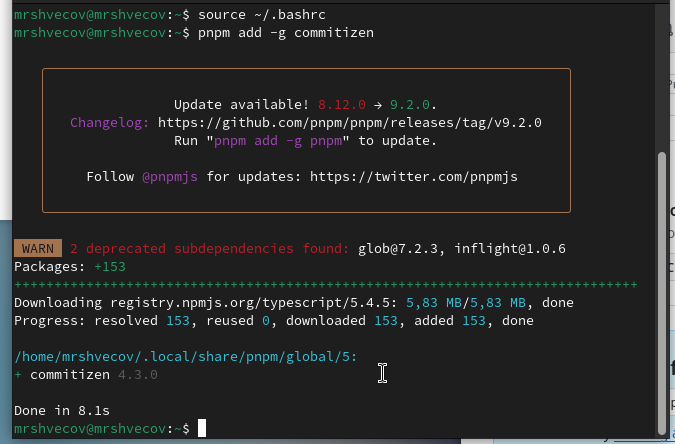 mrshvecov@mrshvecov:~$ source ~/.bashrc
mrshvecov@mrshvecov:~$ pnpm add -g commitizen
Update available! 8.12.0 → 9.2.0.
Changelog: https://github.com/pnpm/pnpm/releases/tag/v9.2.0
Run "pnpm add -g pnpm" to update.
Follow @pnpmjs for updates: https://twitter.com/pnpmjs
WARN 2 deprecated subdependencies found: glob@7.2.3, inflight@1.0.6
Packages: +153
+++++++++++++++++++++++++++++++++++++++++++++++++++++++++++++++++++++++++++++++
Downloading registry.npmjs.org/typescript/5.4.5: 5,83 MB/5,83 MB, done
Progress: resolved 153, reused 0, downloaded 153, added 153, done
/home/mrshvecov/.local/share/pnpm/global/5:
+ commitizen 4.3.0
Done in 8.1s
mrshvecov@mrshvecov:~$